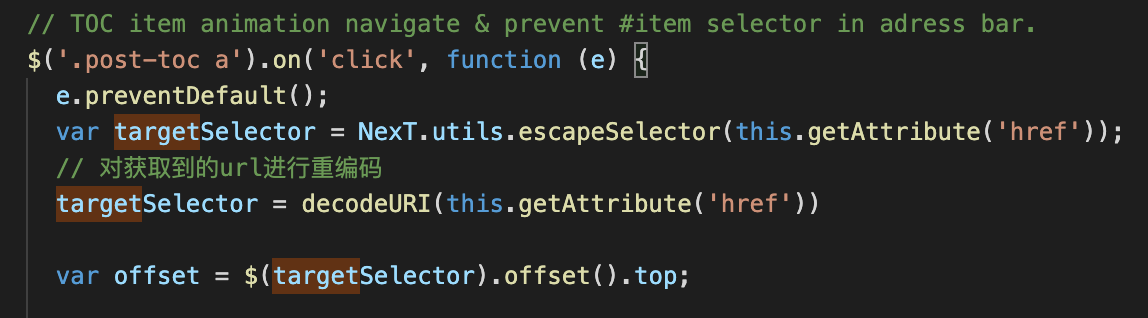 // TOC item animation navigate & prevent #item selector in adress bar.
$('.post-toc a').on('click', function (e) {
e.preventDefault();
var targetSelector = NexT.utils.escapeSelector(this.getAttribute('href'));
// 对获取到的url进行重编码
targetSelector = decodeURI(this.getAttribute('href'))
var offset = $(targetSelector).offset().top;